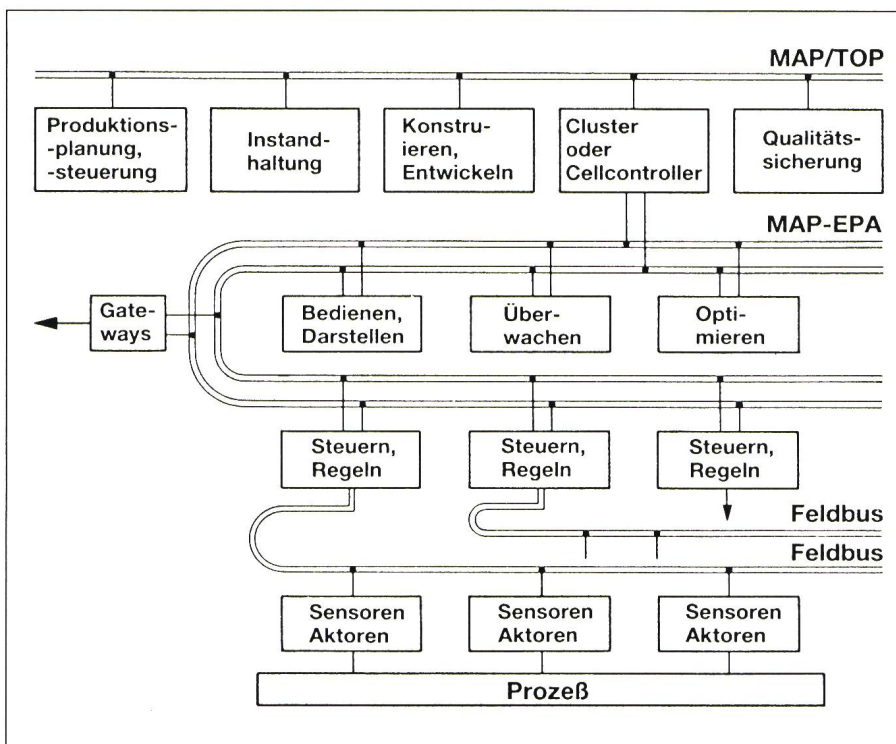 MAP/TOP
Produktions-
-planung,
-steuerung
Instand-
haltung
Konstru-
ieren,
Entwickeln
Cluster
oder
Cellcontroller
Qualitäts-
sicherung
MAP-EPA
Gate-
ways
Bedienen,
Darstellen
Über-
wachen
Opti-
mieren
Steuern,
Regeln
Steuern,
Regeln
Steuern,
Regeln
Feldbus
Feldbus
Sensoren
Aktoren
Sensoren
Aktoren
Sensoren
Aktoren
Prozeß